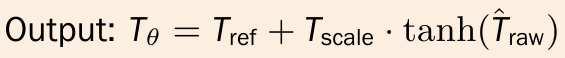 Output: T_θ = T_ref + T_scale · tanh(T̂_raw)